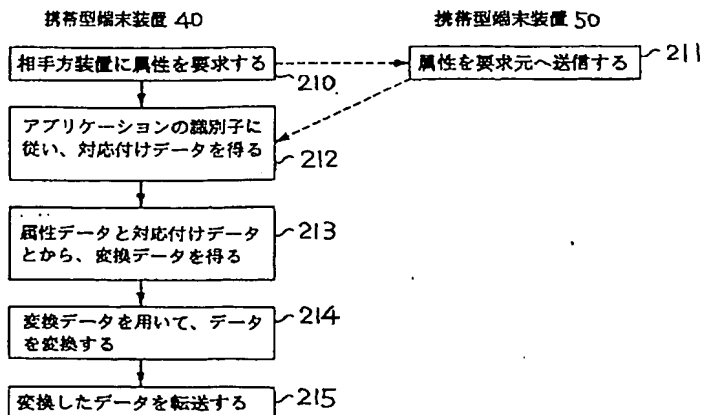 携帯型端末装置 40
携帯型端末装置 50
相手方装置に属性を要求する
210
属性を要求元へ送信する
211
アプリケーションの識別子に
従い、対応付けデータを得る
212
属性データと対応付けデータ
とから、変換データを得る
213
変換データを用いて、データ
を変換する
214
変換したデータを転送する
215